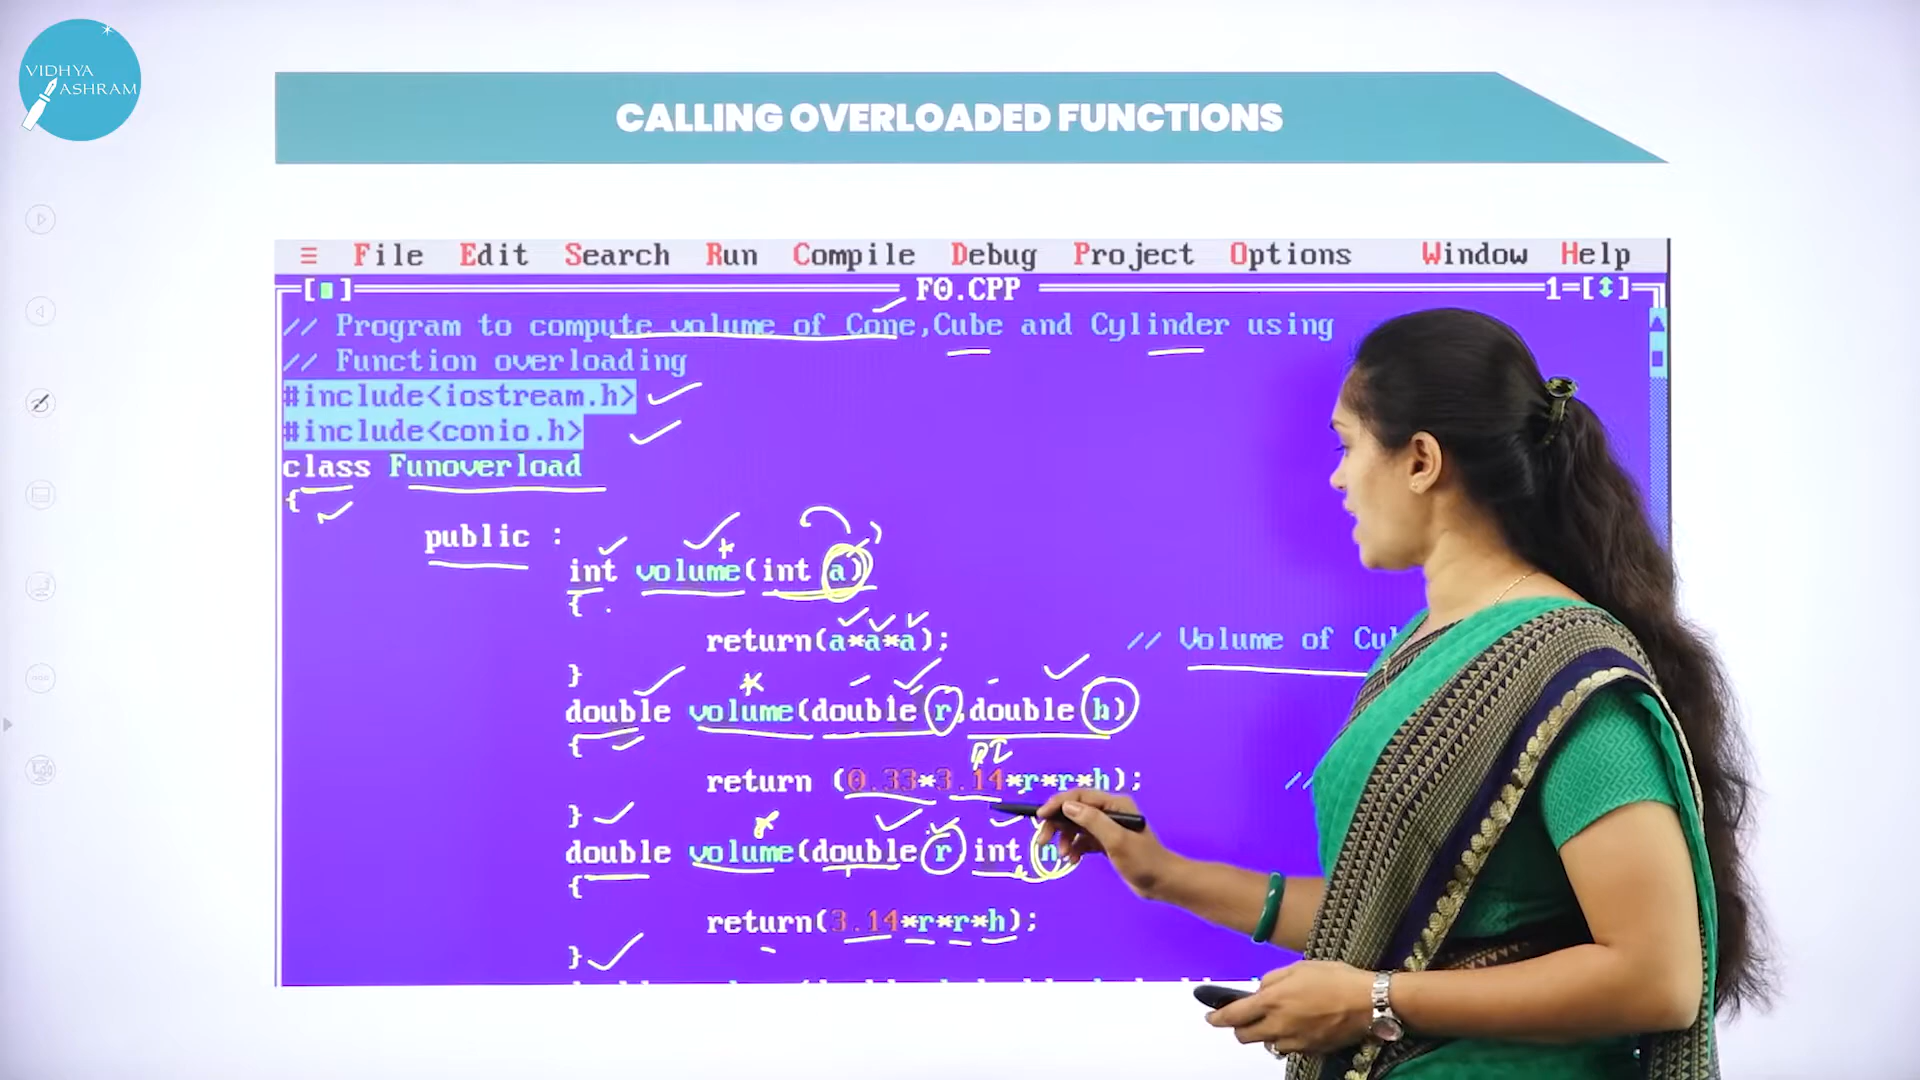 VIDHYA
ASHRAM
CALLING OVERLOADED FUNCTIONS
≡ File Edit Search Run Compile Debug Project Options Window Help
F0.CPP 1
// Program to compute volume of Cone,Cube and Cylinder using
// Function overloading
#include<iostream.h>
#include<conio.h>
class Funoverload
{
public :
int volume(int a)
{
return(a*a*a); // Volume of
}
double volume(double r,double h)
{
PI
return (0.33*3.14*r*r*h); //
}
double volume(double r int
{
return(3.14*r*r*h);
}